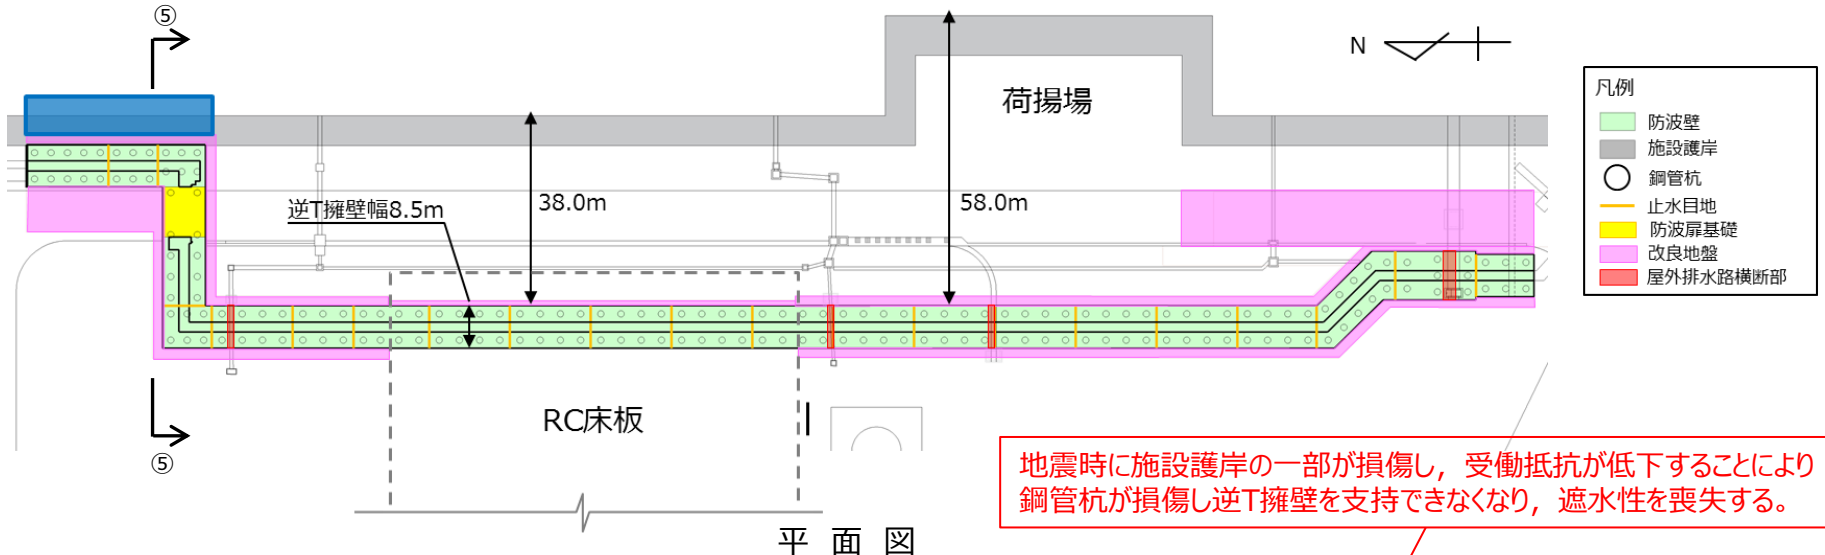 ⑤
N
荷揚場
凡例
防波壁
施設護岸
鋼管杭
止水目地
防波扉基礎
改良地盤
屋外排水路横断部
逆T擁壁幅8.5m
38.0m
58.0m
RC床板
⑤
地震時に施設護岸の一部が損傷し，受働抵抗が低下することにより
鋼管杭が損傷し逆T擁壁を支持できなくなり，遮水性を喪失する。
平 面 図